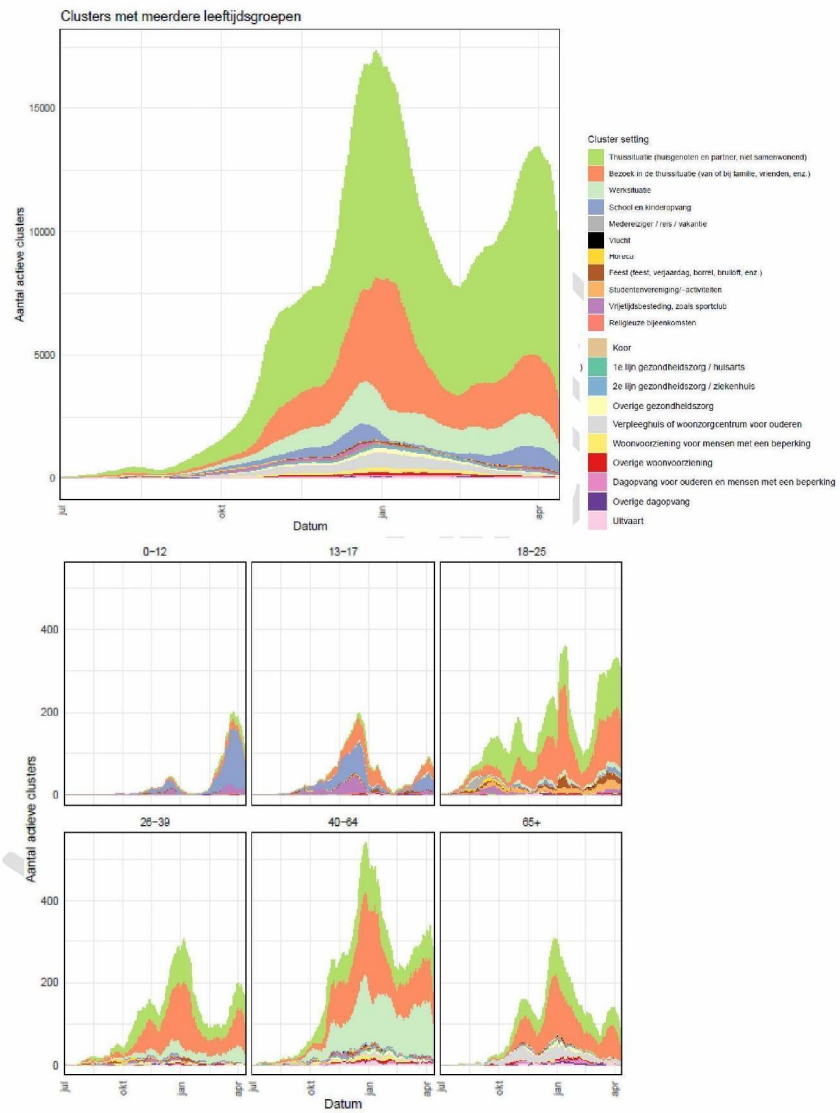 Clusters met meerdere leeftijdsgroepen
Aantal actieve clusters
15000
10000
5000
0
jul
okt
jan
apr
Datum
Cluster setting
Thuissituatie (huisgenoten en partner, niet samenwonend)
Bezoek in de thuissituatie (van of bij familie, vrienden, enz.)
Werksituatie
School en kinderopvang
Medereiziger / reis / vakantie
Vlucht
Horeca
Feest (feest, verjaardag, borrel, bruiloft, enz.)
Studentenvereniging/-activiteiten
Vrijetijdsbesteding, zoals sportclub
Religieuze bijeenkomsten
Koor
) 1e lijn gezondheidszorg / huisarts
2e lijn gezondheidszorg / ziekenhuis
Overige gezondheidszorg
Verpleeghuis of woonzorgcentrum voor ouderen
Woonvoorziening voor mensen met een beperking
Overige woonvoorziening
Dagopvang voor ouderen en mensen met een beperking
Overige dagopvang
Uitvaart
0-12
13-17
18-25
400
200
0
Aantal actieve clusters
26-39
40-64
65+
400
200
0
jul
okt
jan
apr
jul
okt
jan
apr
jul
okt
jan
apr
Datum